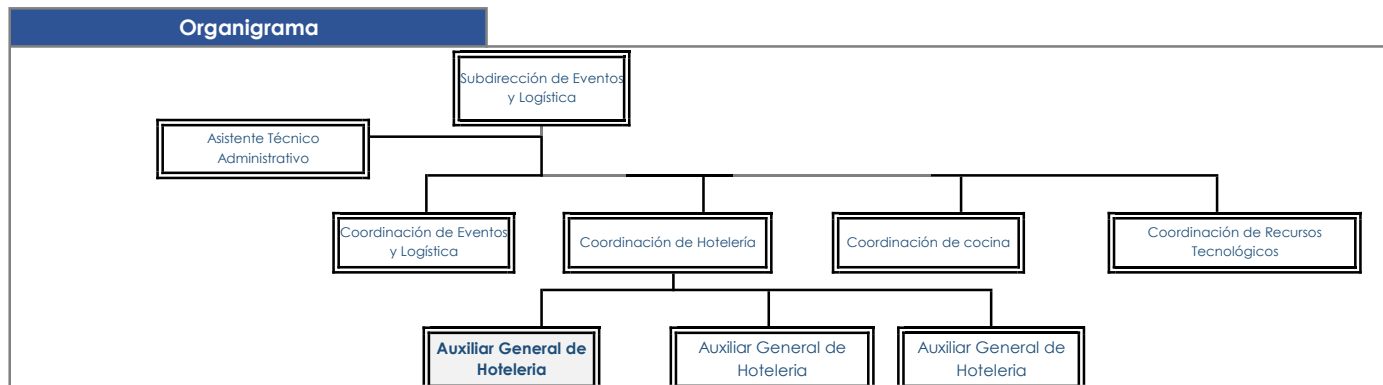 Organigrama
Subdirección de Eventos
y Logística
Asistente Técnico
Administrativo
Coordinación de Eventos
y Logística
Coordinación de Hotelería
Coordinación de cocina
Coordinación de Recursos
Tecnológicos
Auxiliar General de
Hoteleria
Auxiliar General de
Hoteleria
Auxiliar General de
Hoteleria